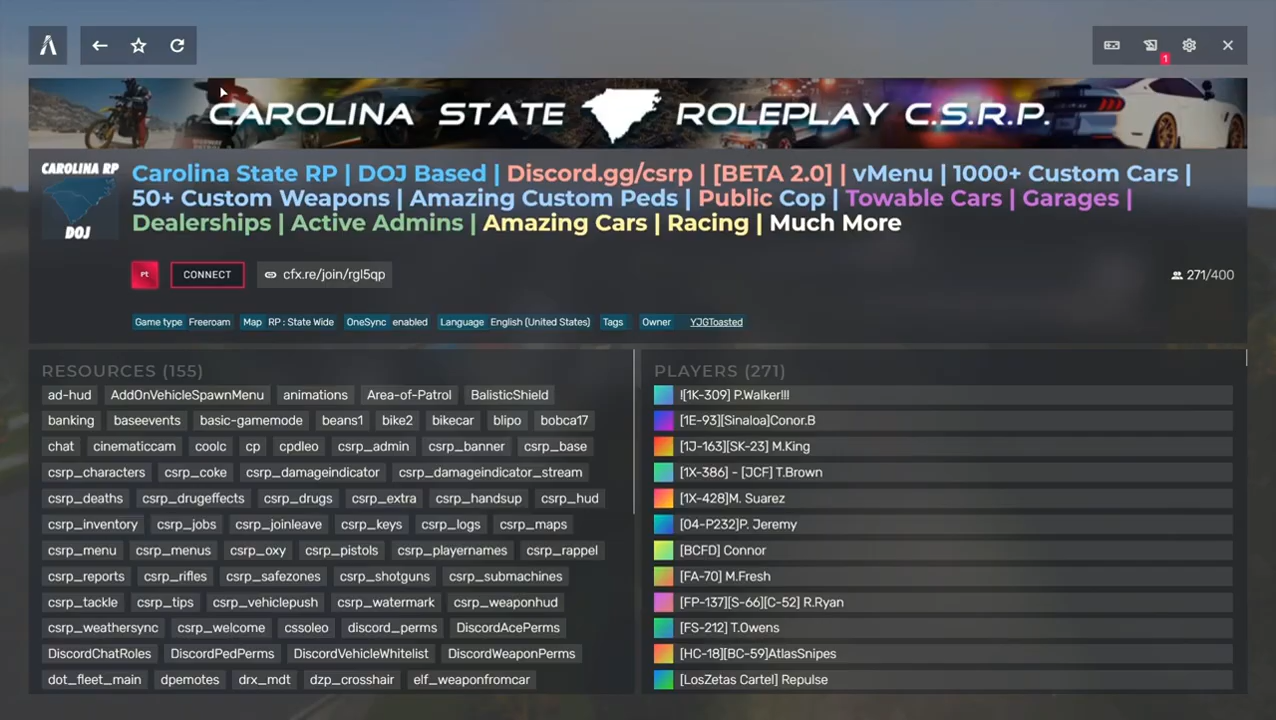 1
CAROLINA STATE ROLEPLAY C.S.R.P.
CAROLINA RP
DOJ
Carolina State RP | DOJ Based | Discord.gg/csrp | [BETA 2.0] | vMenu | 1000+ Custom Cars |
50+ Custom Weapons | Amazing Custom Peds | Public Cop | Towable Cars | Garages |
Dealerships | Active Admins | Amazing Cars | Racing | Much More
Pt CONNECT cfx.re/join/rgl5qp 271/400
Game type Freeroam Map RP : State Wide OneSync enabled Language English (United States) Tags Owner YJGToasted
RESOURCES (155)
ad-hud AddOnVehicleSpawnMenu animations Area-of-Patrol BalisticShield
banking baseevents basic-gamemode beans1 bike2 bikecar blipo bobca17
chat cinematiccam coolc cp cpdleo csrp_admin csrp_banner csrp_base
csrp_characters csrp_coke csrp_damageindicator csrp_damageindicator_stream
csrp_deaths csrp_drugeffects csrp_drugs csrp_extra csrp_handsup csrp_hud
csrp_inventory csrp_jobs csrp_joinleave csrp_keys csrp_logs csrp_maps
csrp_menu csrp_menus csrp_oxy csrp_pistols csrp_playernames csrp_rappel
csrp_reports csrp_rifles csrp_safezones csrp_shotguns csrp_submachines
csrp_tackle csrp_tips csrp_vehiclepush csrp_watermark csrp_weaponhud
csrp_weathersync csrp_welcome cssoleo discord_perms DiscordAcePerms
DiscordChatRoles DiscordPedPerms DiscordVehicleWhitelist DiscordWeaponPerms
dot_fleet_main dpemotes drx_mdt dzp_crosshair elf_weaponfromcar
PLAYERS (271)
![1K-309] P.Walker!!!
[1E-93][Sinaloa]Conor.B
[1J-163][SK-23] M.King
[1X-386] - [JCF] T.Brown
[1X-428]M. Suarez
[04-P232]P. Jeremy
[BCFD] Connor
[FA-70] M.Fresh
[FP-137][S-66][C-52] R.Ryan
[FS-212] T.Owens
[HC-18][BC-59]AtlasSnipes
[LosZetas Cartel] Repulse